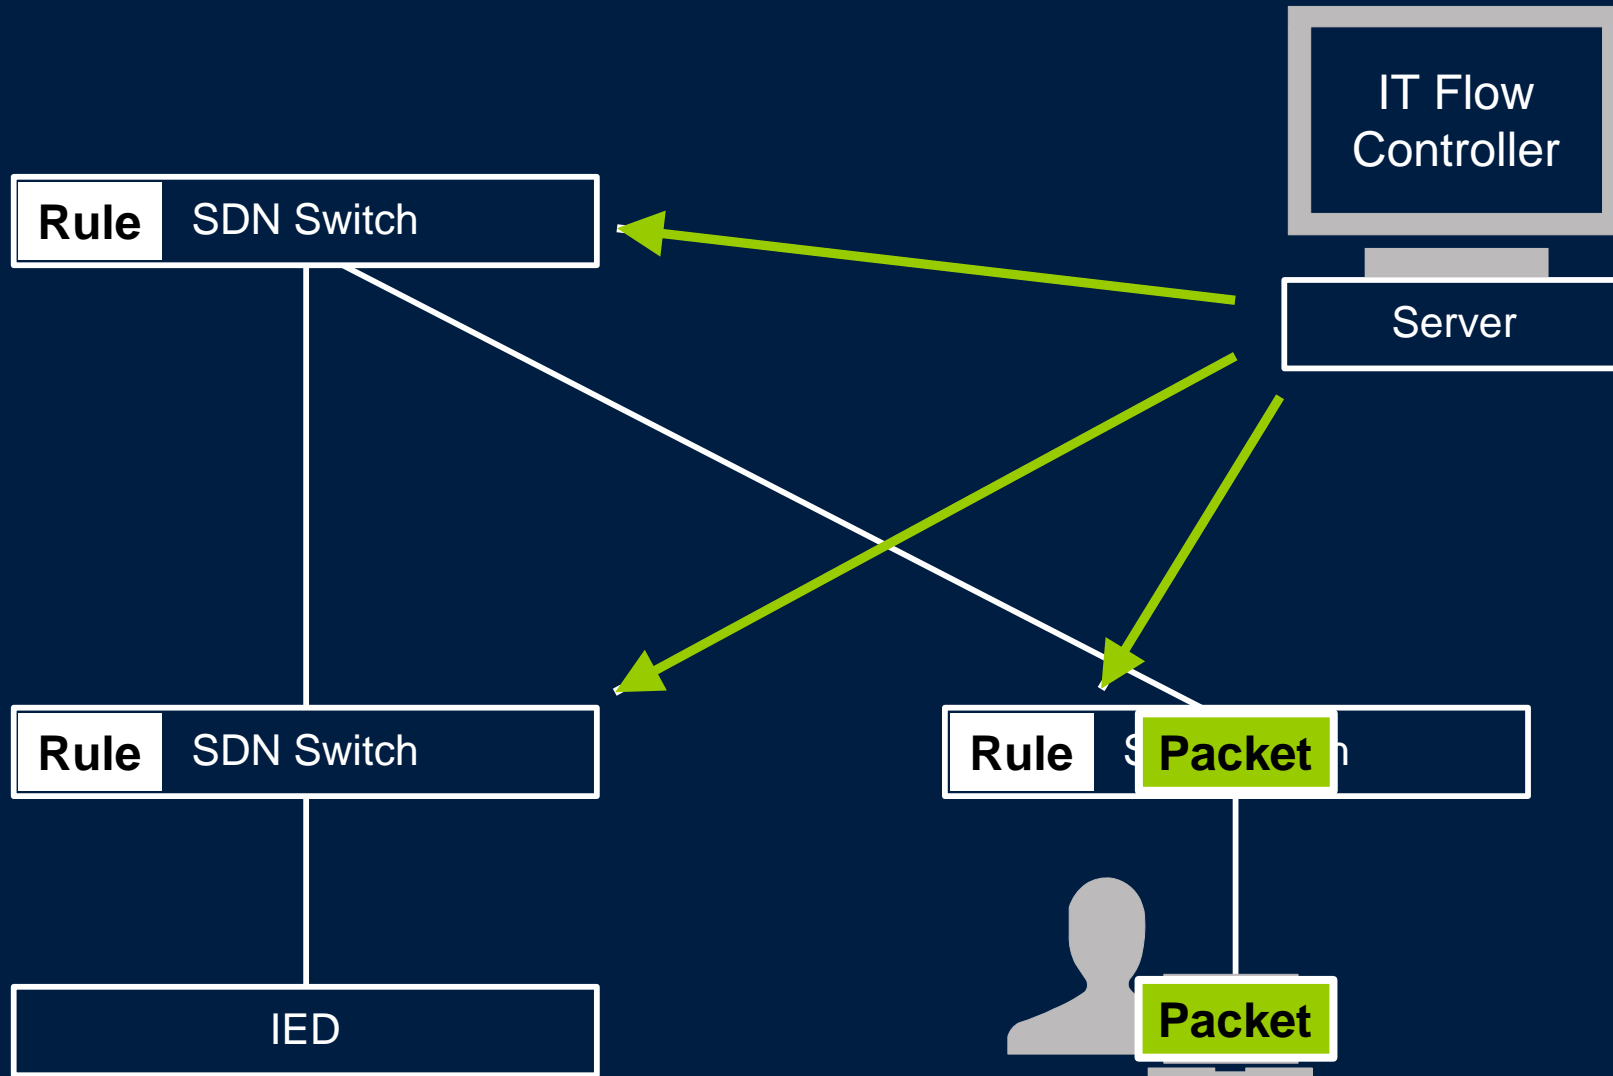 IT Flow
Controller
Rule SDN Switch
Server
Rule SDN Switch
Rule Packet
IED
Packet